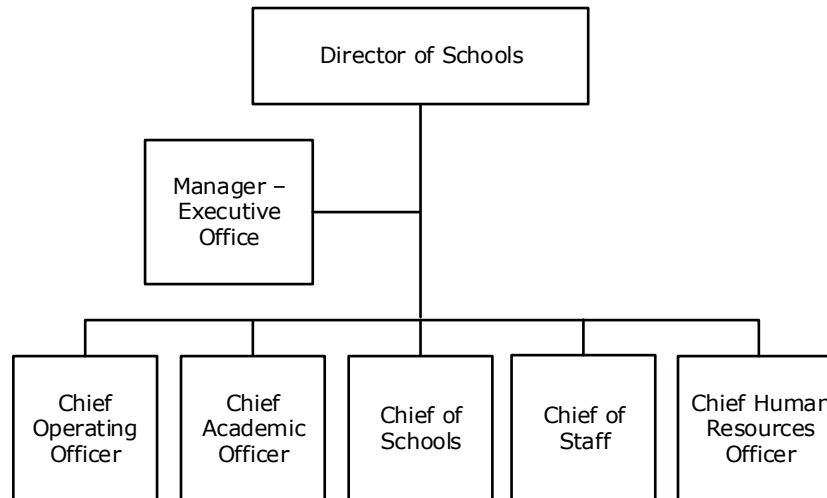 Director of Schools
Manager –
Executive
Office
Chief
Operating
Officer
Chief
Academic
Officer
Chief of
Schools
Chief of
Staff
Chief Human
Resources
Officer